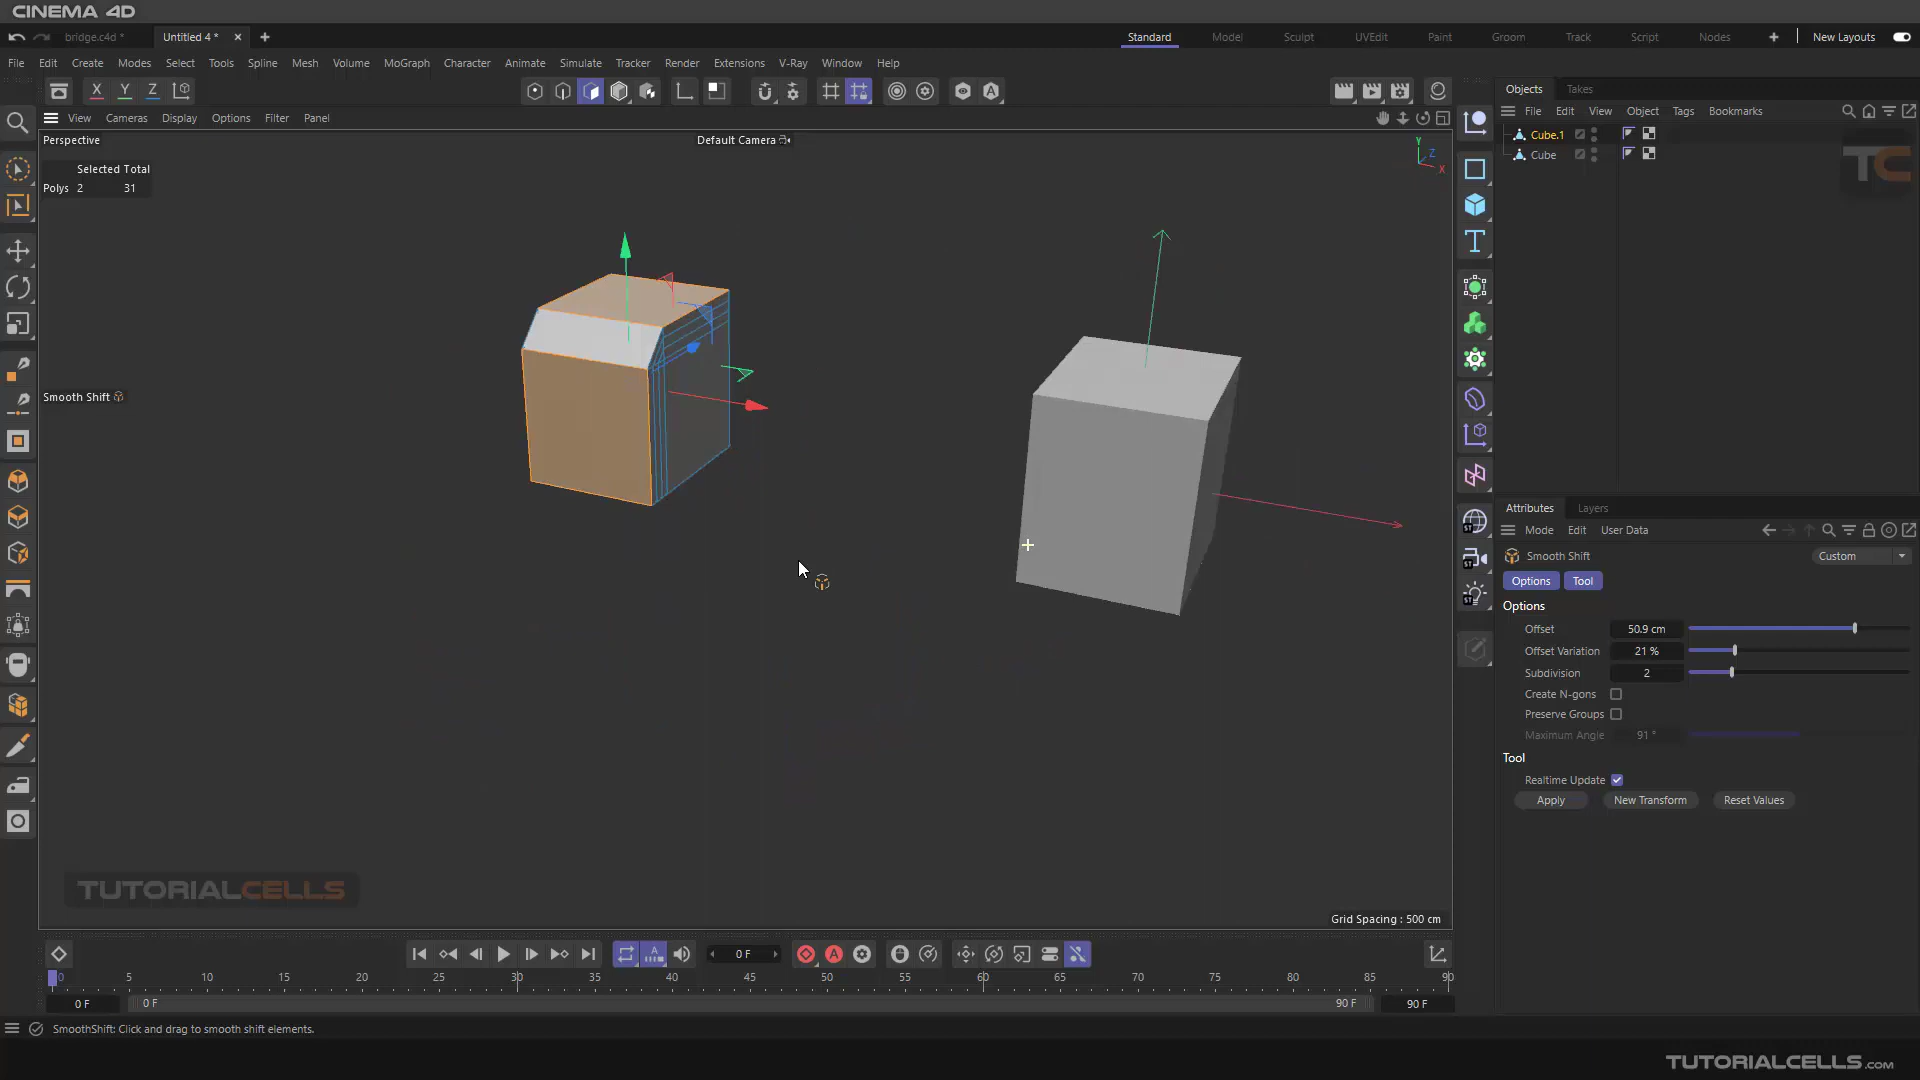 CINEMA 4D
bridge.c4d *
Untitled 4 *
Standard
Model
Sculpt
UVEdit
Paint
Groom
Track
Script
Nodes
New Layouts
File Edit Create Modes Select Tools Spline Mesh Volume MoGraph Character Animate Simulate Tracker Render Extensions V-Ray Window Help
X Y Z
Objects Takes
File Edit View Object Tags Bookmarks
View Cameras Display Options Filter Panel
Perspective
Default Camera
Y
Z
X
Cube.1
Cube
TC
Selected Total
Polys 2 31
Smooth Shift
Attributes Layers
Mode Edit User Data
Smooth Shift
Custom
Options Tool
Options
Offset 50.9 cm
Offset Variation 21 %
Subdivision 2
Create N-gons
Preserve Groups
Maximum Angle 91 °
Tool
Realtime Update
Apply New Transform Reset Values
TUTORIALCELLS
Grid Spacing : 500 cm
0 F
0 5 10 15 20 25 30 35 40 45 50 55 60 65 70 75 80 85 90
0 F 0 F 90 F 90 F
SmoothShift: Click and drag to smooth shift elements.
TUTORIALCELLS.COM